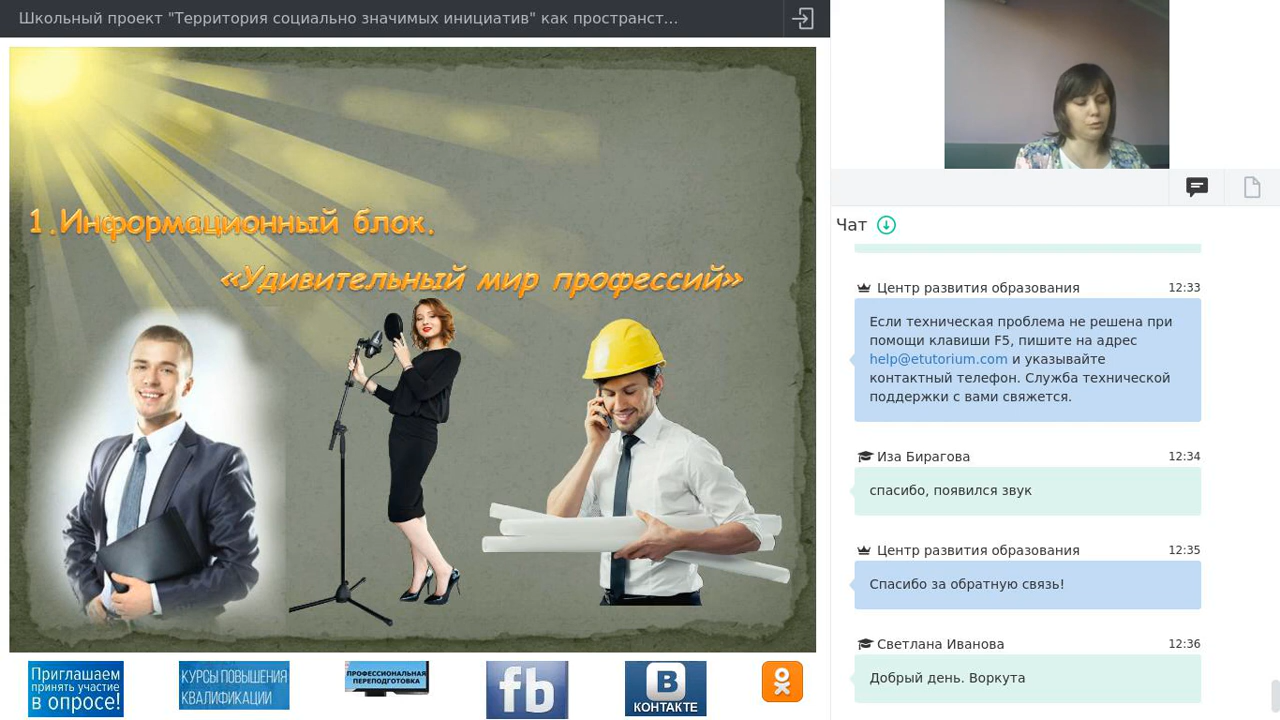 Школьный проект "Территория социально значимых инициатив" как пространст...
1.Информационный блок.
«Удивительный мир профессий»
Приглашаем
принять участие
в опросе!
КУРСЫ ПОВЫШЕНИЯ
КВАЛИФИКАЦИИ
ПРОФЕССИОНАЛЬНАЯ
ПЕРЕПОДГОТОВКА
fb
В
КОНТАКТЕ
Чат
Центр развития образования 12:33
Если техническая проблема не решена при
помощи клавиши F5, пишите на адрес
help@etutorium.com и указывайте
контактный телефон. Служба технической
поддержки с вами свяжется.
Иза Бирагова 12:34
спасибо, появился звук
Центр развития образования 12:35
Спасибо за обратную связь!
Светлана Иванова 12:36
Добрый день. Воркута